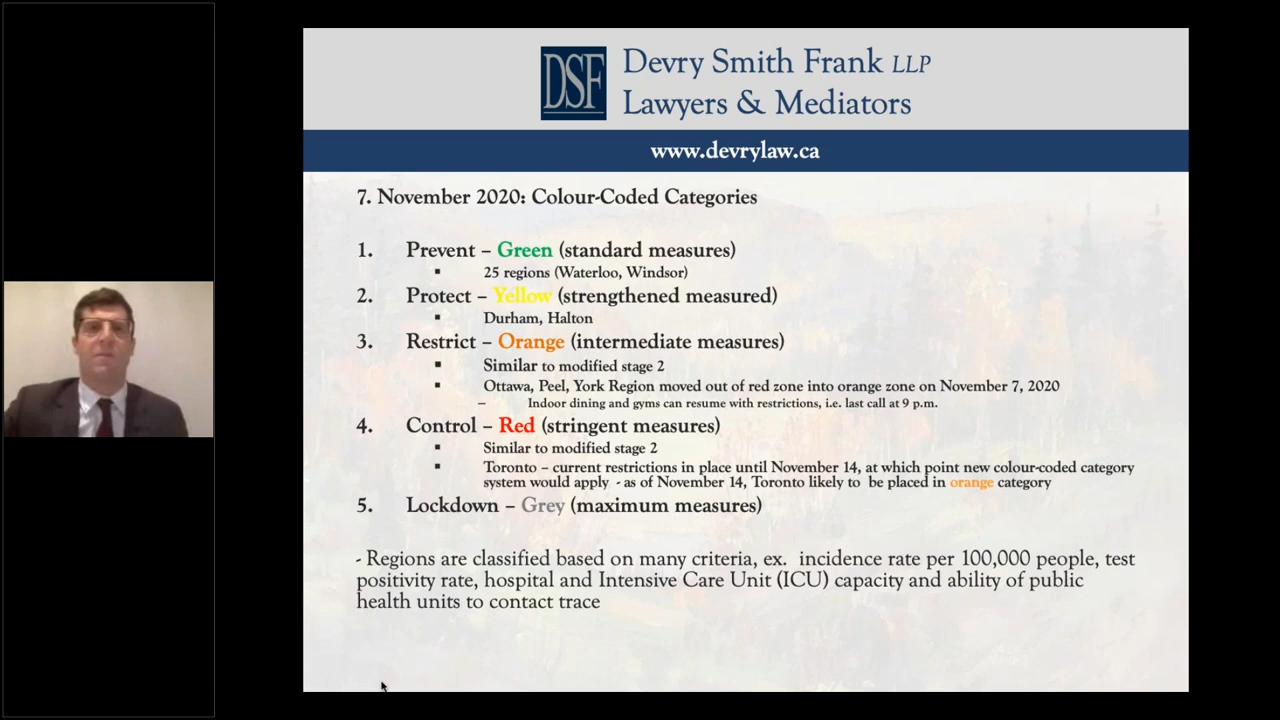 DSF
Devry Smith Frank LLP
Lawyers & Mediators
www.devrylaw.ca
7. November 2020: Colour-Coded Categories
1. Prevent – Green (standard measures)
▪ 25 regions (Waterloo, Windsor)
2. Protect – Yellow (strengthened measured)
▪ Durham, Halton
3. Restrict – Orange (intermediate measures)
▪ Similar to modified stage 2
▪ Ottawa, Peel, York Region moved out of red zone into orange zone on November 7, 2020
– Indoor dining and gyms can resume with restrictions, i.e. last call at 9 p.m.
4. Control – Red (stringent measures)
▪ Similar to modified stage 2
▪ Toronto – current restrictions in place until November 14, at which point new colour-coded category
system would apply - as of November 14, Toronto likely to be placed in orange category
5. Lockdown – Grey (maximum measures)
- Regions are classified based on many criteria, ex. incidence rate per 100,000 people, test
positivity rate, hospital and Intensive Care Unit (ICU) capacity and ability of public
health units to contact trace